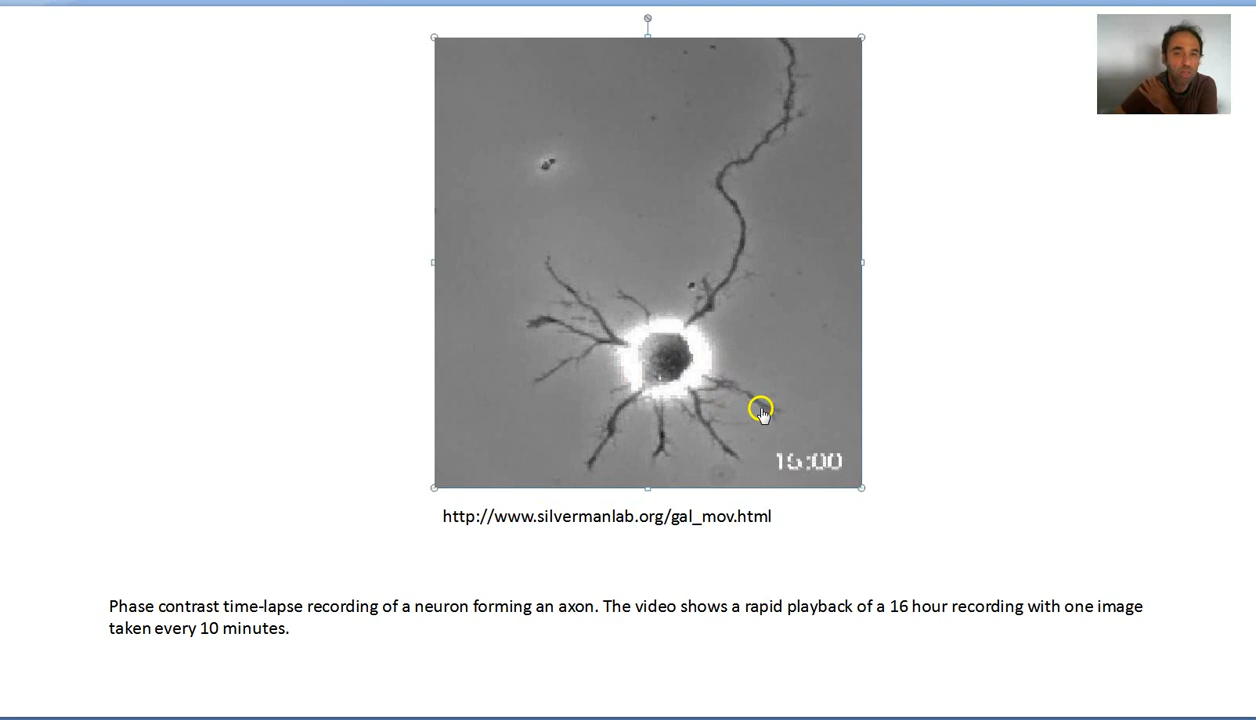 16:00
http://www.silvermanlab.org/gal_mov.html
Phase contrast time-lapse recording of a neuron forming an axon. The video shows a rapid playback of a 16 hour recording with one image
taken every 10 minutes.